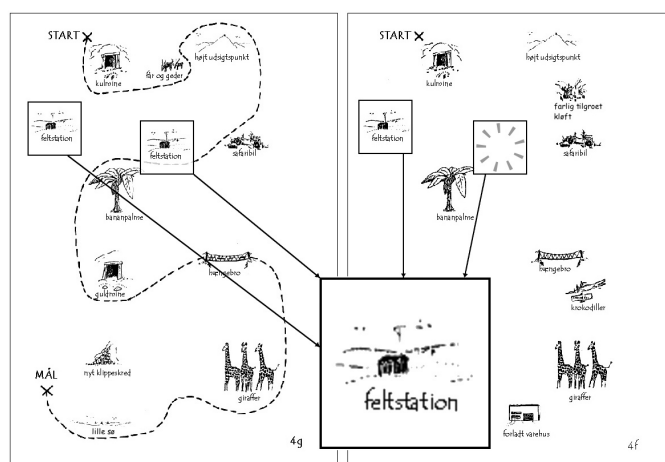 START
kulmine
får og geder
højt udsigtspunkt
feltstation
feltstation
safaribil
bananpalme
guldmine
hængebro
nyt klippeskred
giraffer
MÅL
lille sø
4g
START
kulmine
højt udsigtspunkt
farlig tilgroet
kløft
feltstation
safaribil
bananpalme
hængebro
krokodiller
giraffer
forladt varehus
4f
feltstation